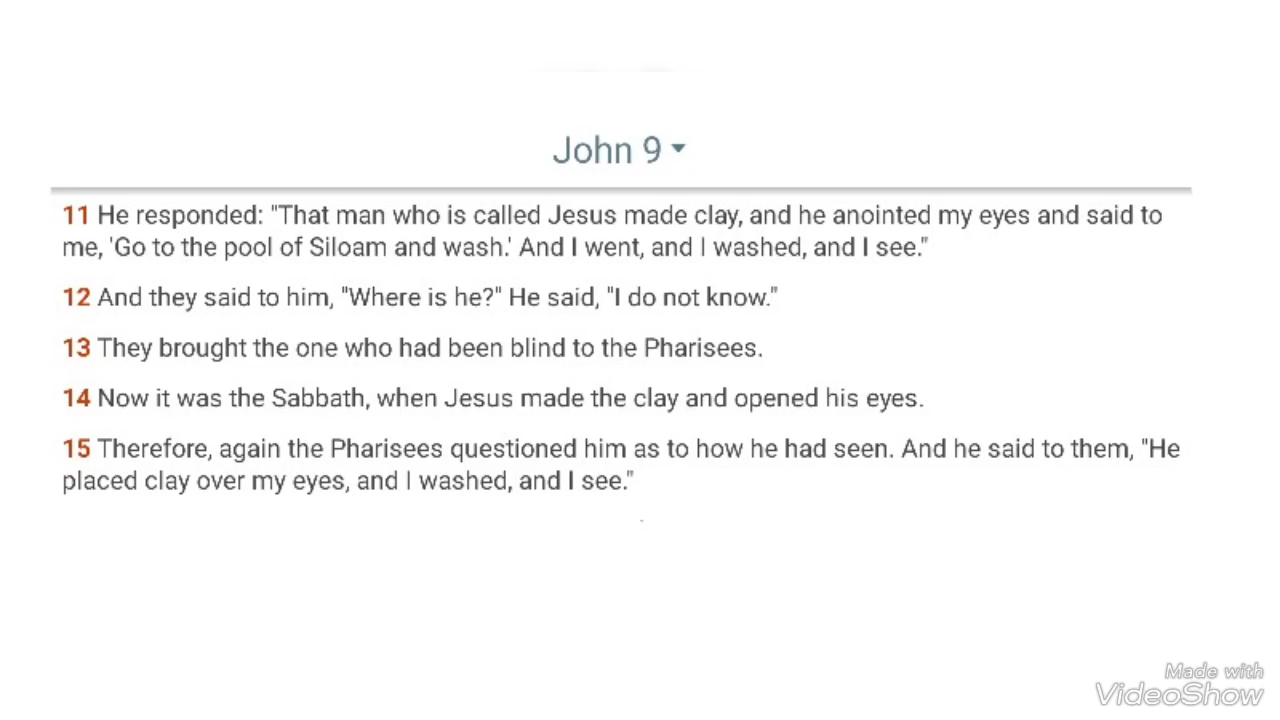 John 9
11 He responded: "That man who is called Jesus made clay, and he anointed my eyes and said to
me, 'Go to the pool of Siloam and wash.' And I went, and I washed, and I see."
12 And they said to him, "Where is he?" He said, "I do not know."
13 They brought the one who had been blind to the Pharisees.
14 Now it was the Sabbath, when Jesus made the clay and opened his eyes.
15 Therefore, again the Pharisees questioned him as to how he had seen. And he said to them, "He
placed clay over my eyes, and I washed, and I see."
Made with
VideoShow